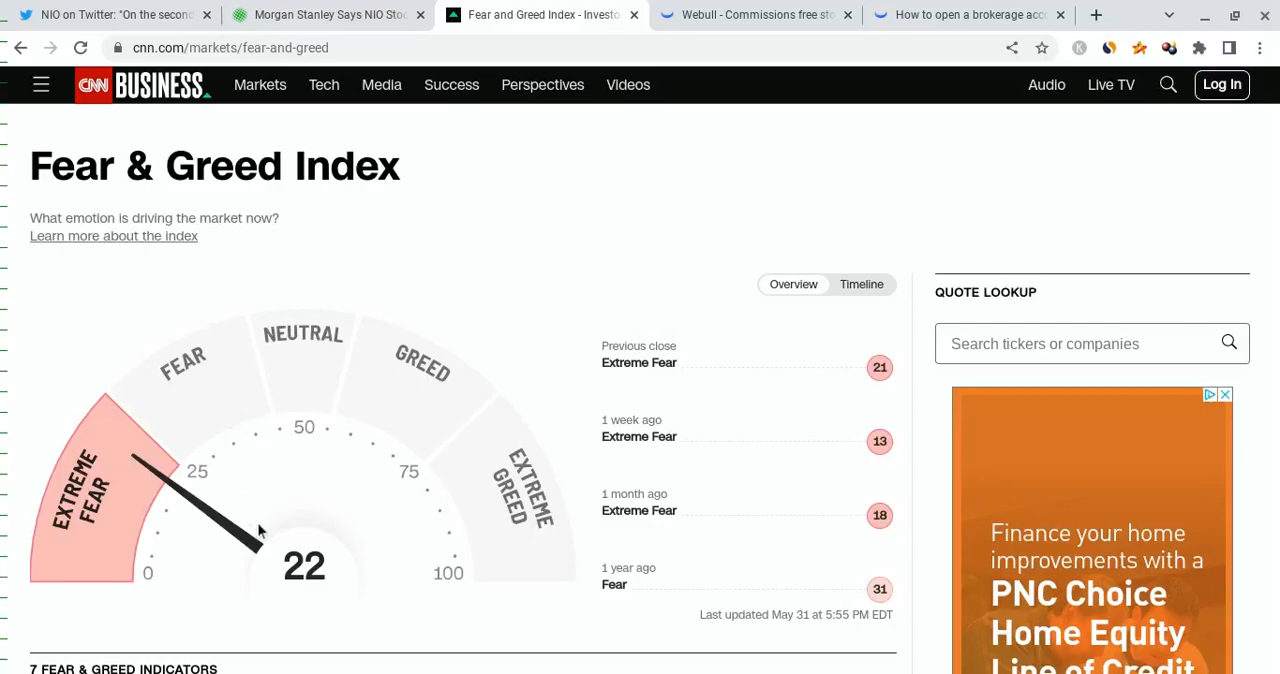 NIO on Twitter: "On the secon
Morgan Stanley Says NIO Stoc
Fear and Greed Index - Investo
Webull - Commissions free sto
How to open a brokerage acc
cnn.com/markets/fear-and-greed
K
CNN BUSINESS
Markets
Tech
Media
Success
Perspectives
Videos
Audio
Live TV
Log In
Fear & Greed Index
What emotion is driving the market now?
Learn more about the index
Overview
Timeline
EXTREME
FEAR
FEAR
NEUTRAL
GREED
EXTREME
GREED
0
25
50
75
100
22
Previous close
Extreme Fear
21
1 week ago
Extreme Fear
13
1 month ago
Extreme Fear
18
1 year ago
Fear
31
Last updated May 31 at 5:55 PM EDT
7 FEAR & GREED INDICATORS
QUOTE LOOKUP
Search tickers or companies
Finance your home
improvements with a
PNC Choice
Home Equity
Line of Credit